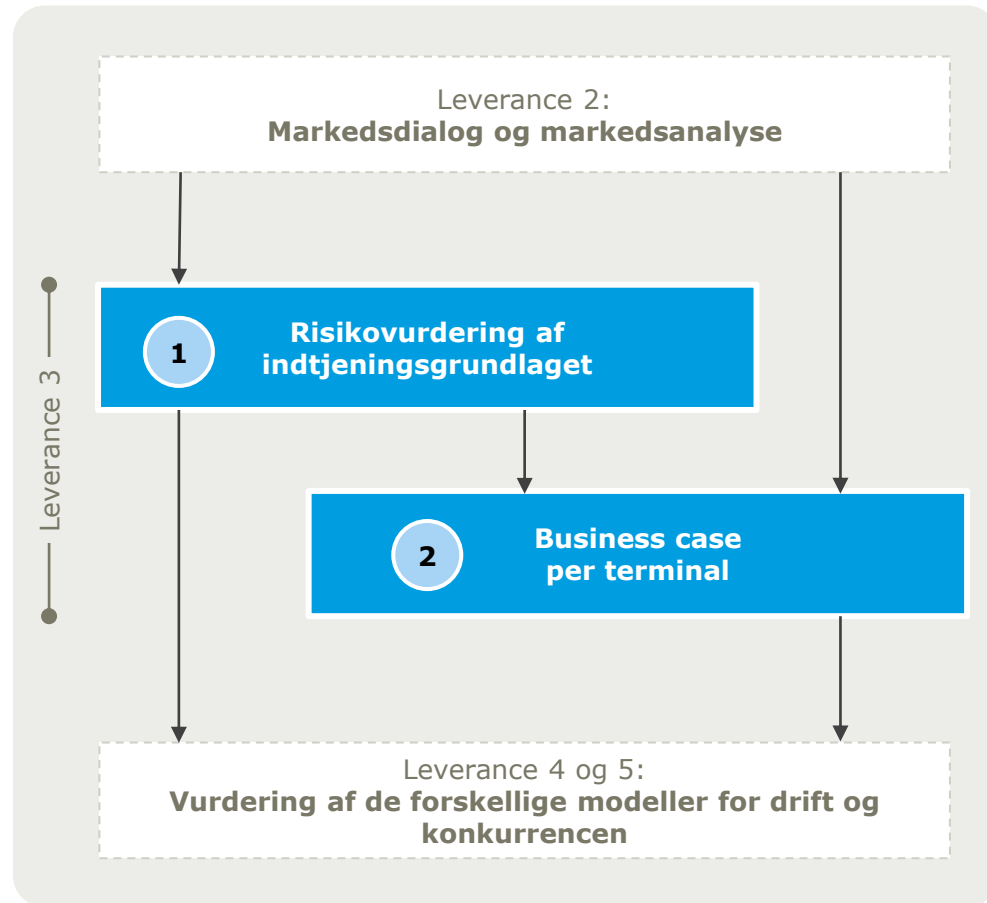 Leverance 2:
Markedsdialog og markedsanalyse
Leverance 3
1
Risikovurdering af
indtjeningsgrundlaget
2
Business case
per terminal
Leverance 4 og 5:
Vurdering af de forskellige modeller for drift og
konkurrencen